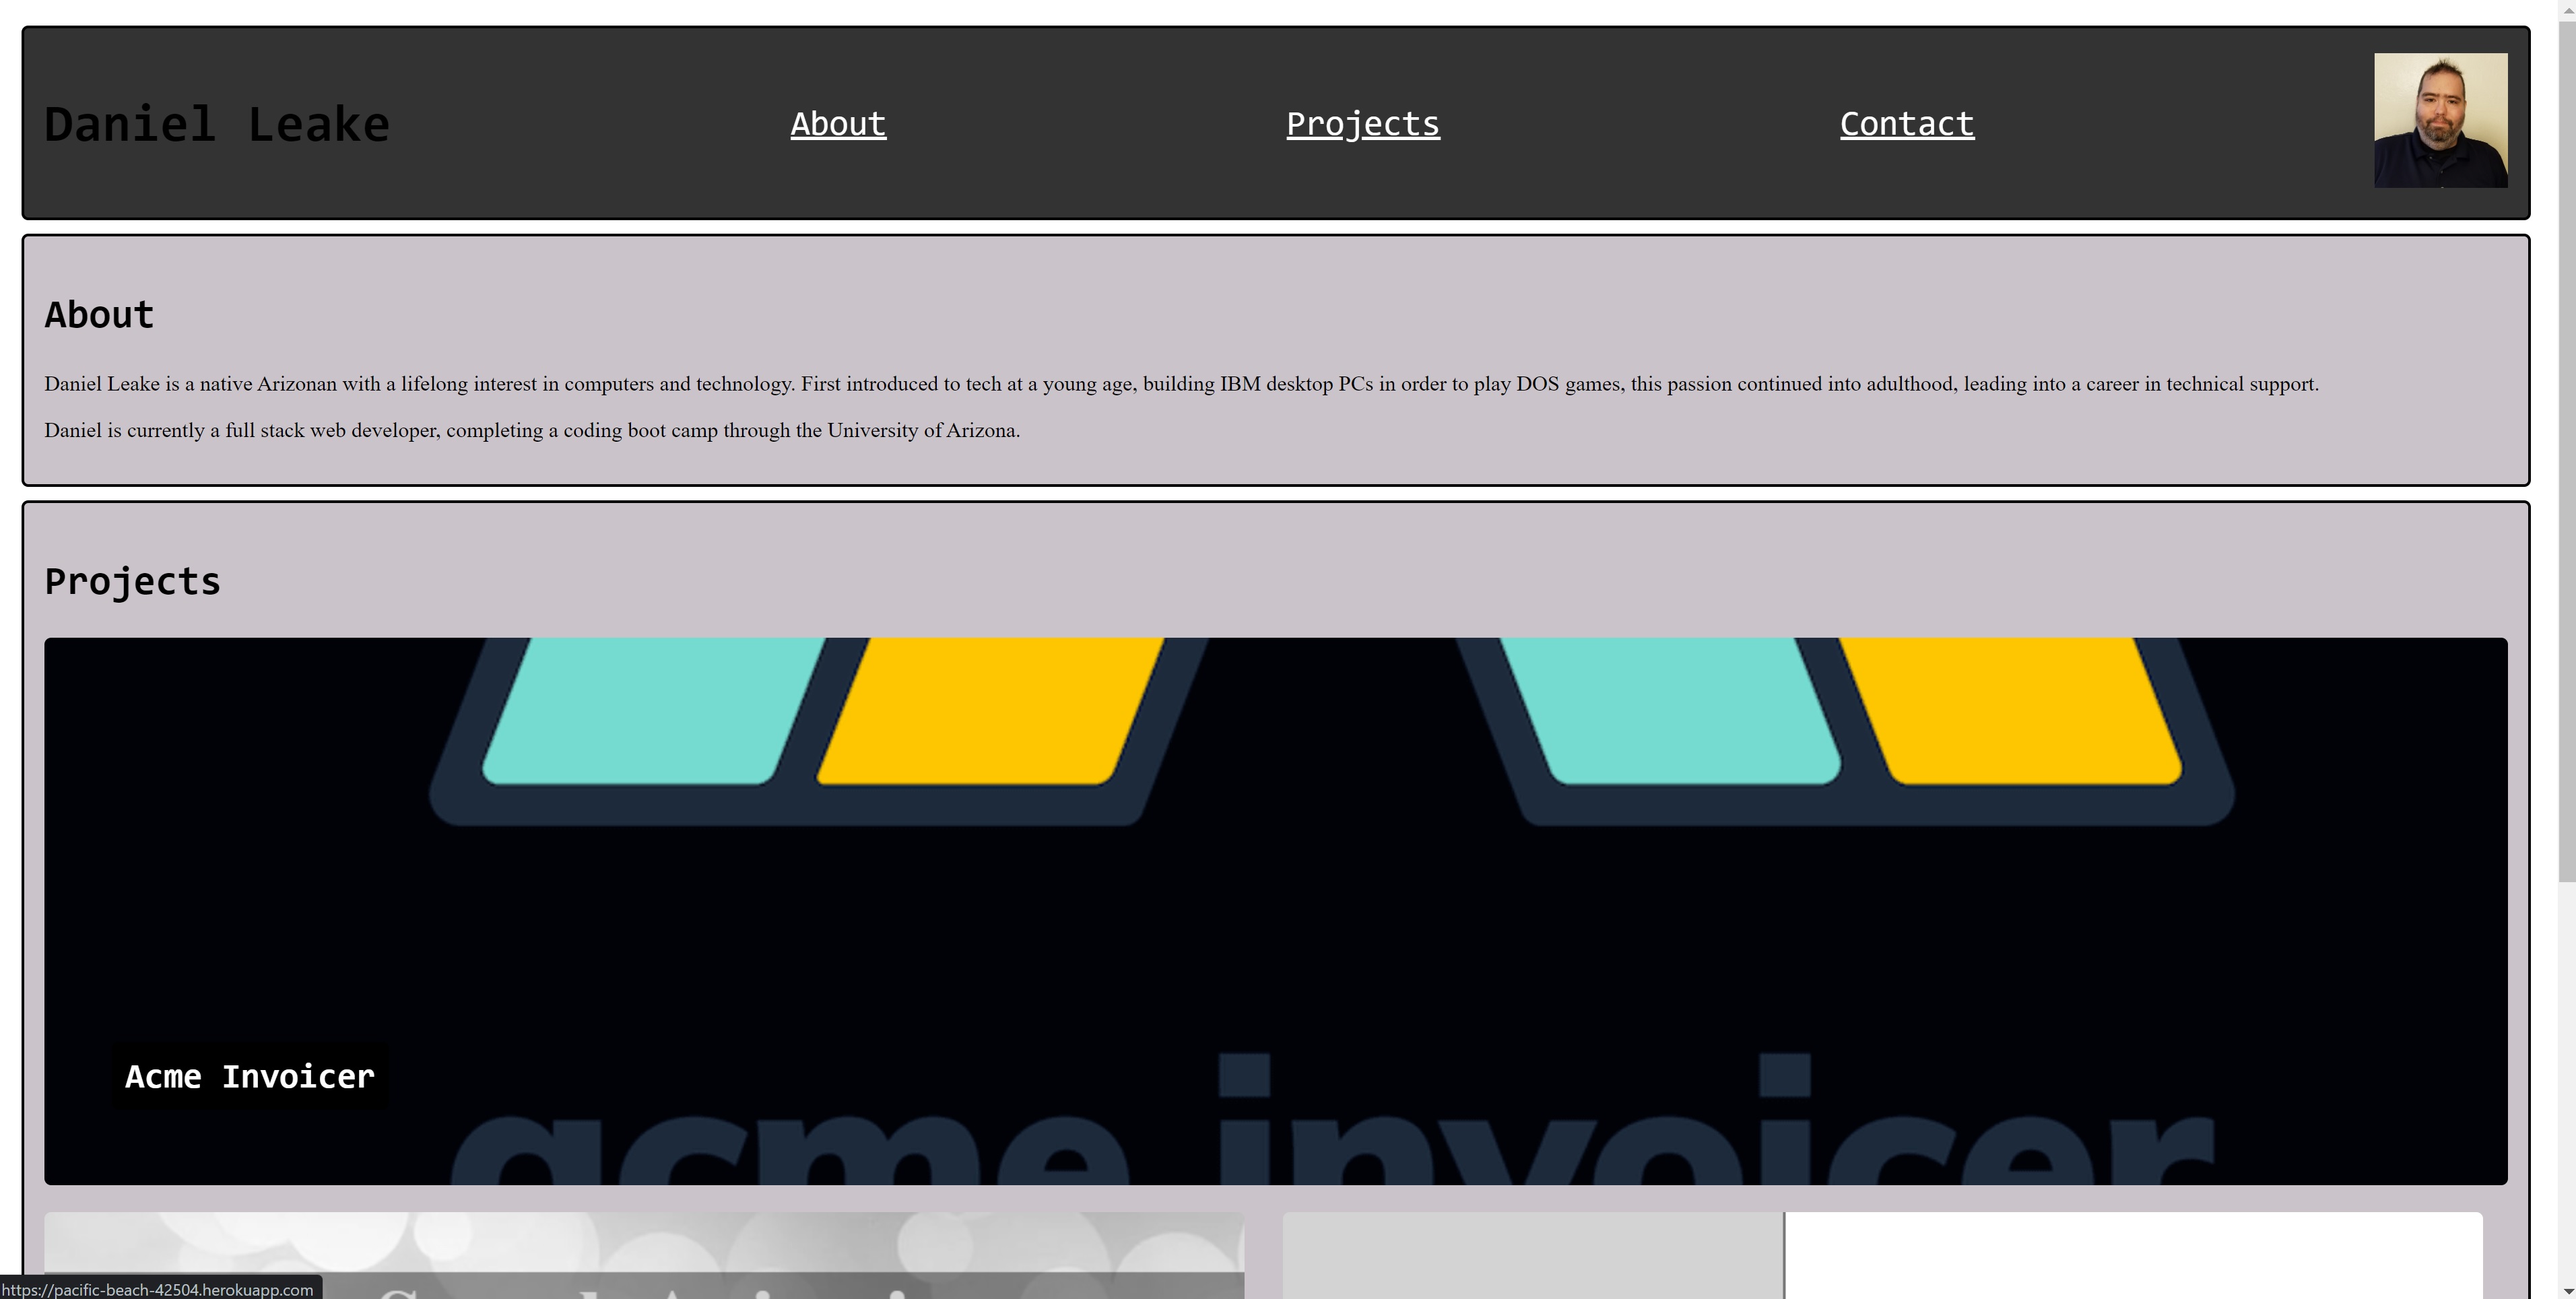 Daniel Leake
About
Projects
Contact
About
Daniel Leake is a native Arizonan with a lifelong interest in computers and technology. First introduced to tech at a young age, building IBM desktop PCs in order to play DOS games, this passion continued into adulthood, leading into a career in technical support.
Daniel is currently a full stack web developer, completing a coding boot camp through the University of Arizona.
Projects
Acme Invoicer
acme invoicer
https://pacific-beach-42504.herokuapp.com